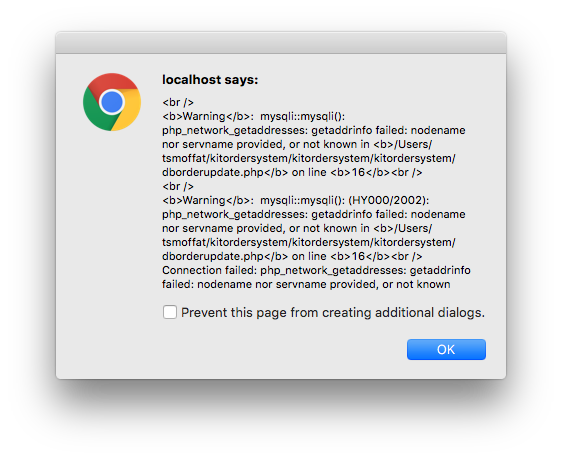 localhost says:
<br />
<b>Warning</b>:  mysqli::mysqli():
php_network_getaddresses: getaddrinfo failed: nodename
nor servname provided, or not known in <b>/Users/
tsmoffat/kitordersystem/kitordersystem/kitordersystem/
dborderupdate.php</b> on line <b>16</b><br />
<br />
<b>Warning</b>:  mysqli::mysqli(): (HY000/2002):
php_network_getaddresses: getaddrinfo failed: nodename
nor servname provided, or not known in <b>/Users/
tsmoffat/kitordersystem/kitordersystem/kitordersystem/
dborderupdate.php</b> on line <b>16</b><br />
Connection failed: php_network_getaddresses: getaddrinfo
failed: nodename nor servname provided, or not known
Prevent this page from creating additional dialogs.
OK